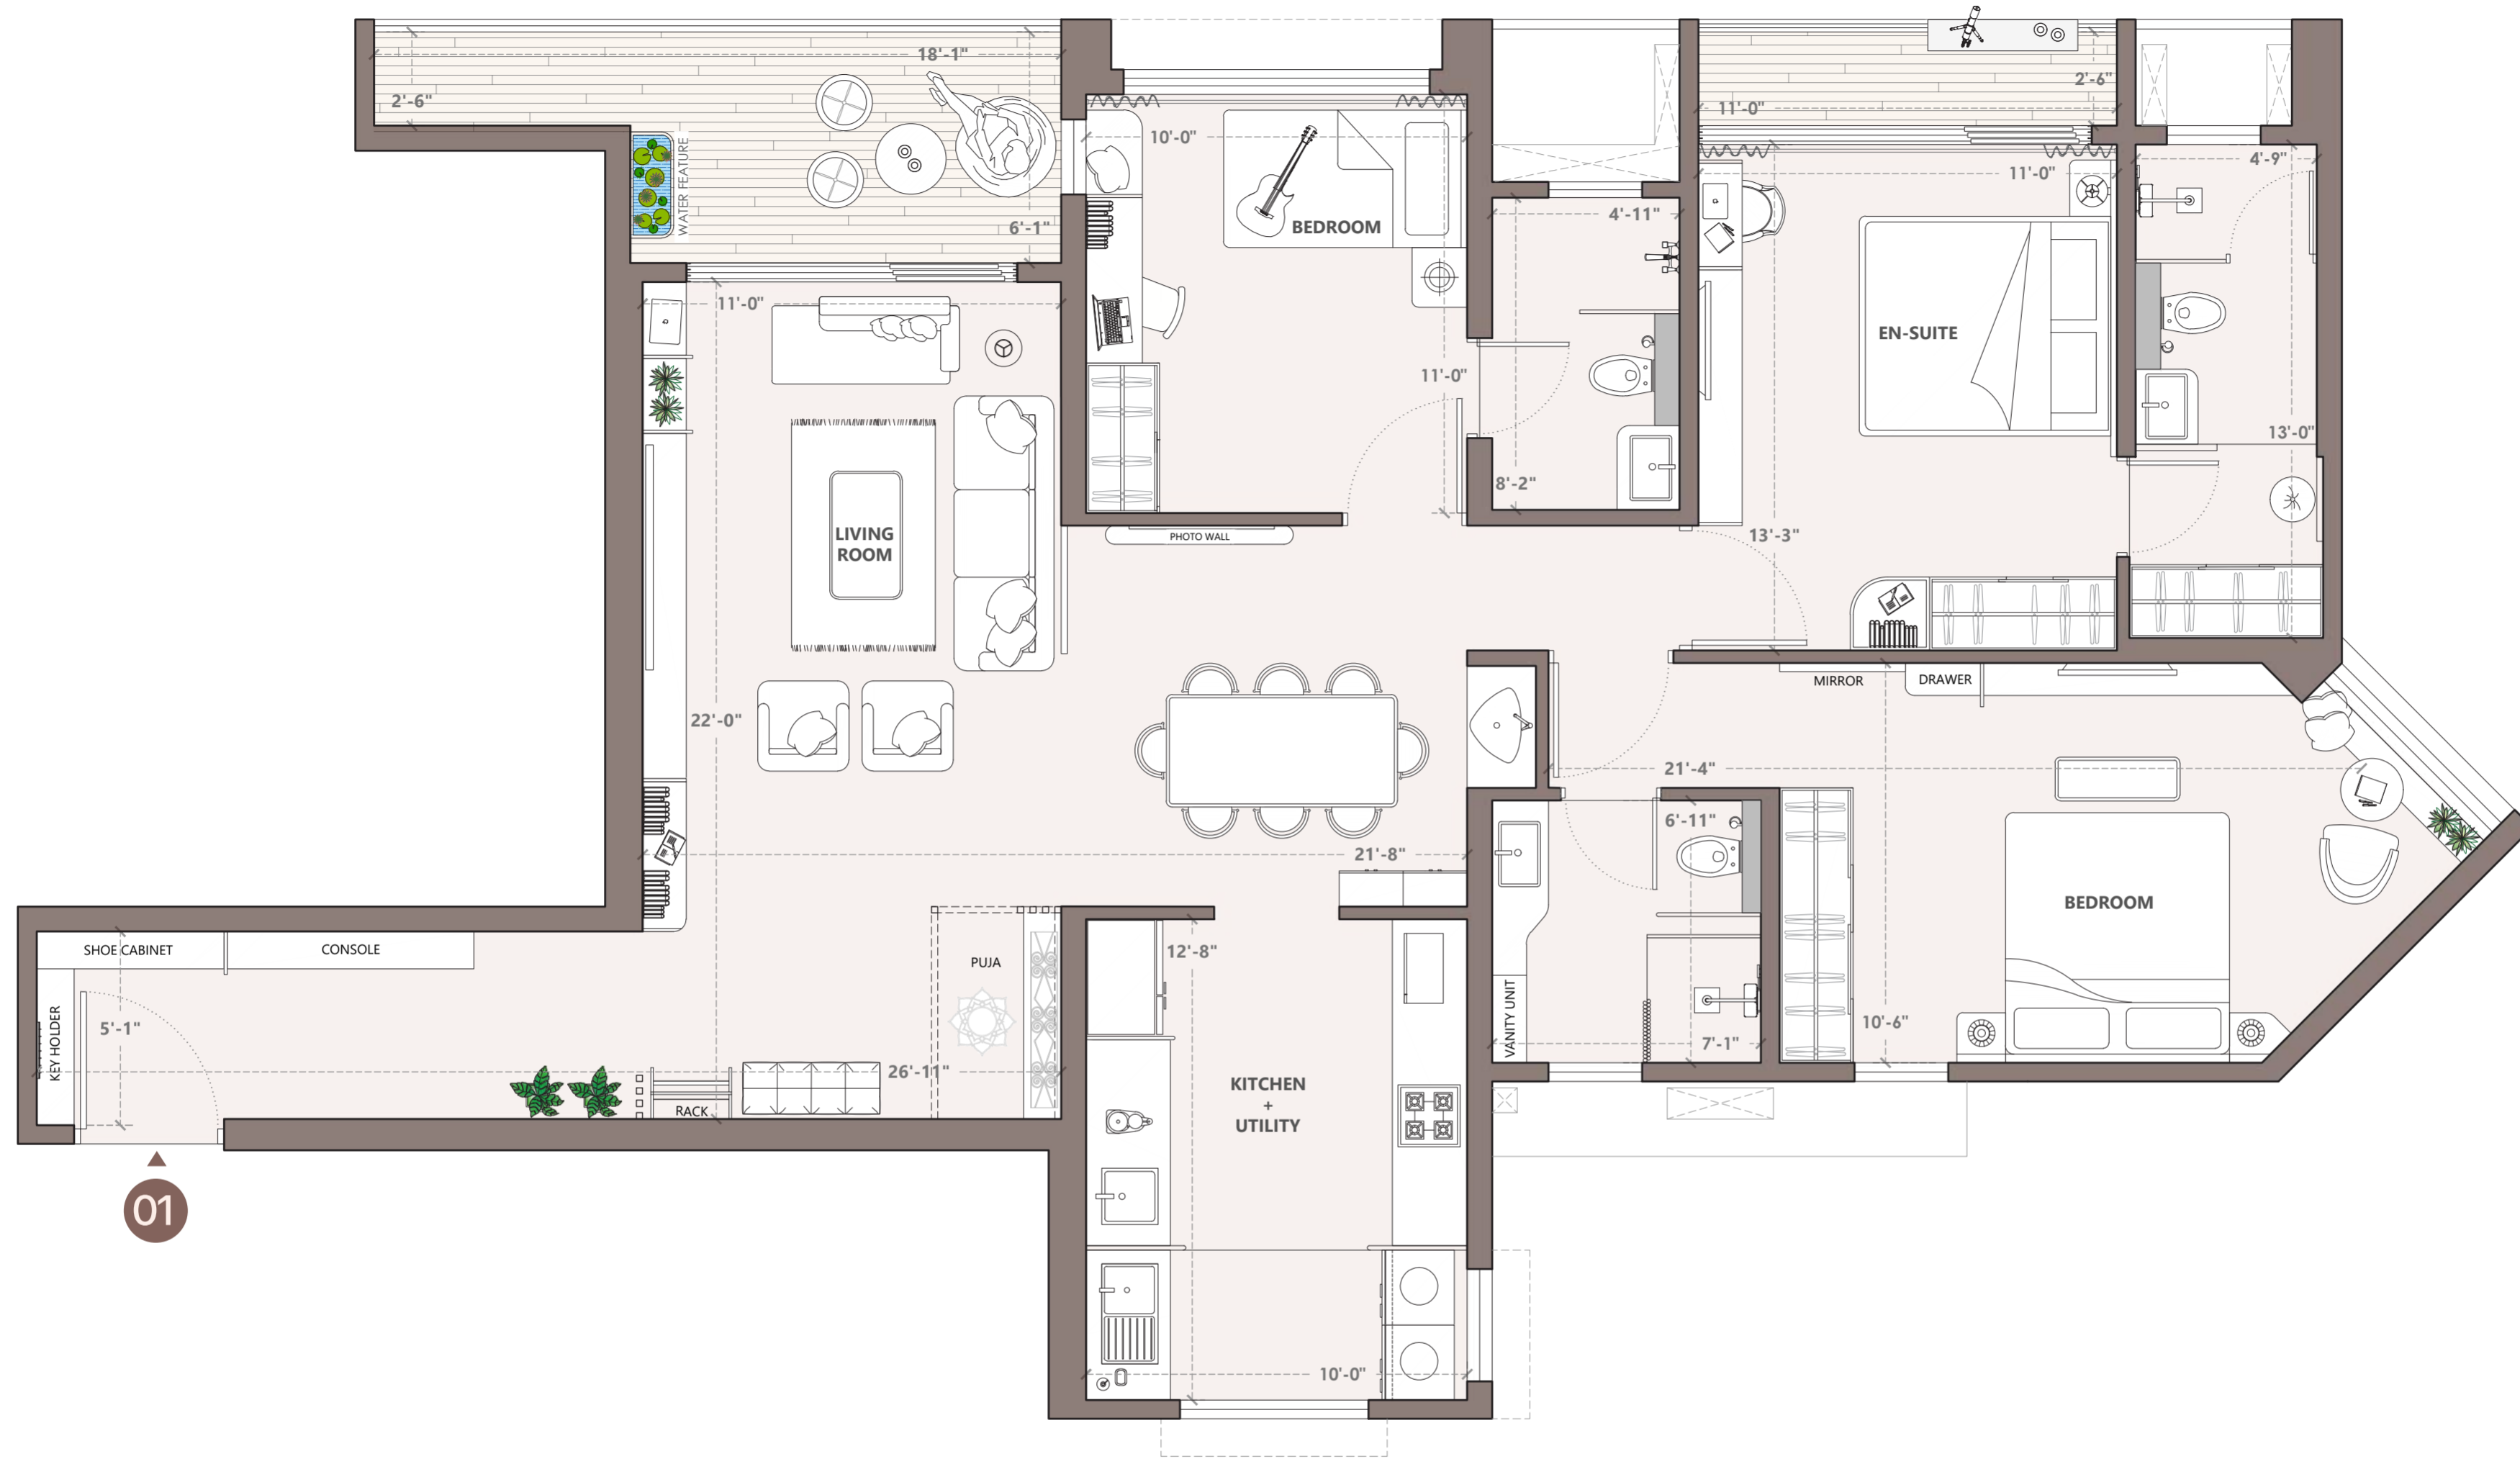 18'-1"
2'-6"
2'-6"
11'-0"
10'-0"
4'-9"
WATER FEATURE
11'-0"
4'-11"
6'-1"
BEDROOM
11'-0"
EN-SUITE
11'-0"
13'-0"
8'-2"
LIVING
ROOM
PHOTO WALL
13'-3"
MIRROR
DRAWER
22'-0"
21'-4"
6'-11"
21'-8"
BEDROOM
SHOE CABINET
CONSOLE
12'-8"
PUJA
KEY HOLDER
5'-1"
VANITY UNIT
10'-6"
7'-1"
26'-11"
RACK
KITCHEN
+
UTILITY
01
10'-0"